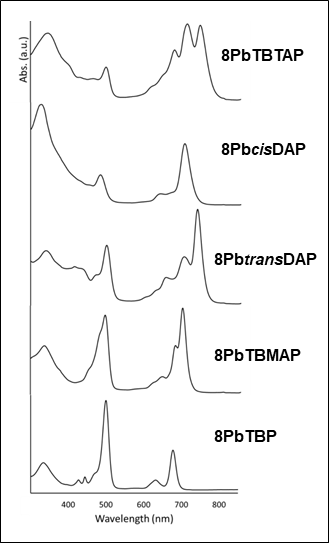 Abs. (a.u.)
8PbTBTAP
8PbcisDAP
8PbtransDAP
8PbTBMAP
8PbTBP
400 500 600 700 800
Wavelength (nm)